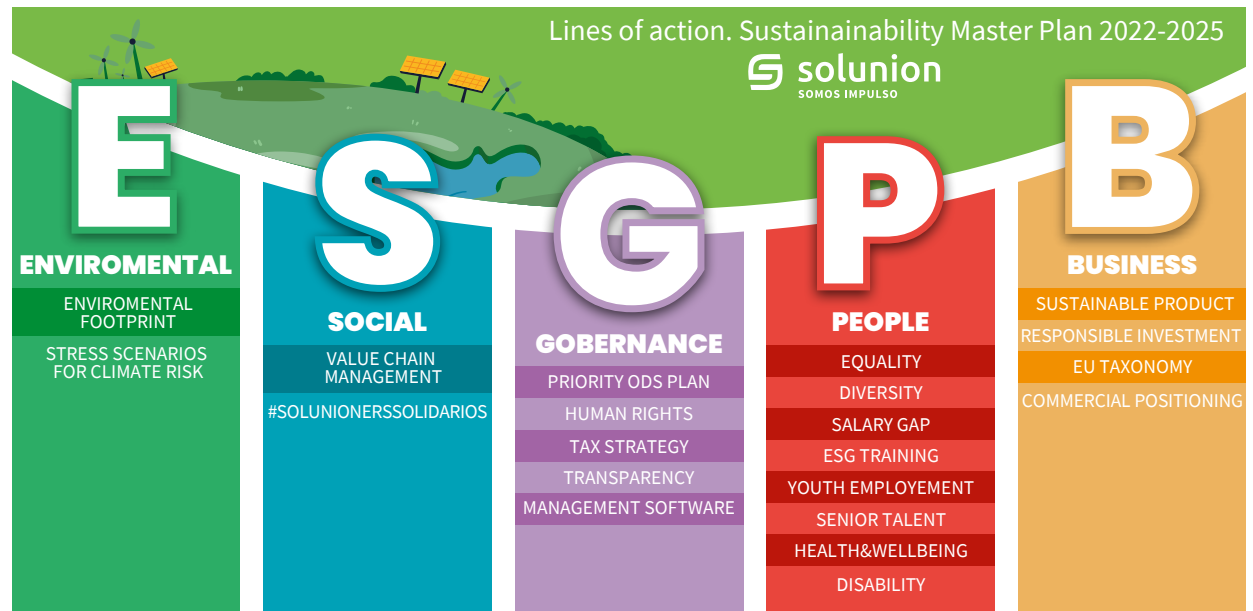 Lines of action. Sustainainability Master Plan 2022-2025
solunion
SOMOS IMPULSO
E
ENVIROMENTAL
ENVIROMENTAL
FOOTPRINT
STRESS SCENARIOS
FOR CLIMATE RISK
S
SOCIAL
VALUE CHAIN
MANAGEMENT
#SOLUNIONERSSOLIDARIOS
G
GOBERNANCE
PRIORITY ODS PLAN
HUMAN RIGHTS
TAX STRATEGY
TRANSPARENCY
MANAGEMENT SOFTWARE
P
PEOPLE
EQUALITY
DIVERSITY
SALARY GAP
ESG TRAINING
YOUTH EMPLOYEMENT
SENIOR TALENT
HEALTH&WELLBEING
DISABILITY
B
BUSINESS
SUSTAINABLE PRODUCT
RESPONSIBLE INVESTMENT
EU TAXONOMY
COMMERCIAL POSITIONING